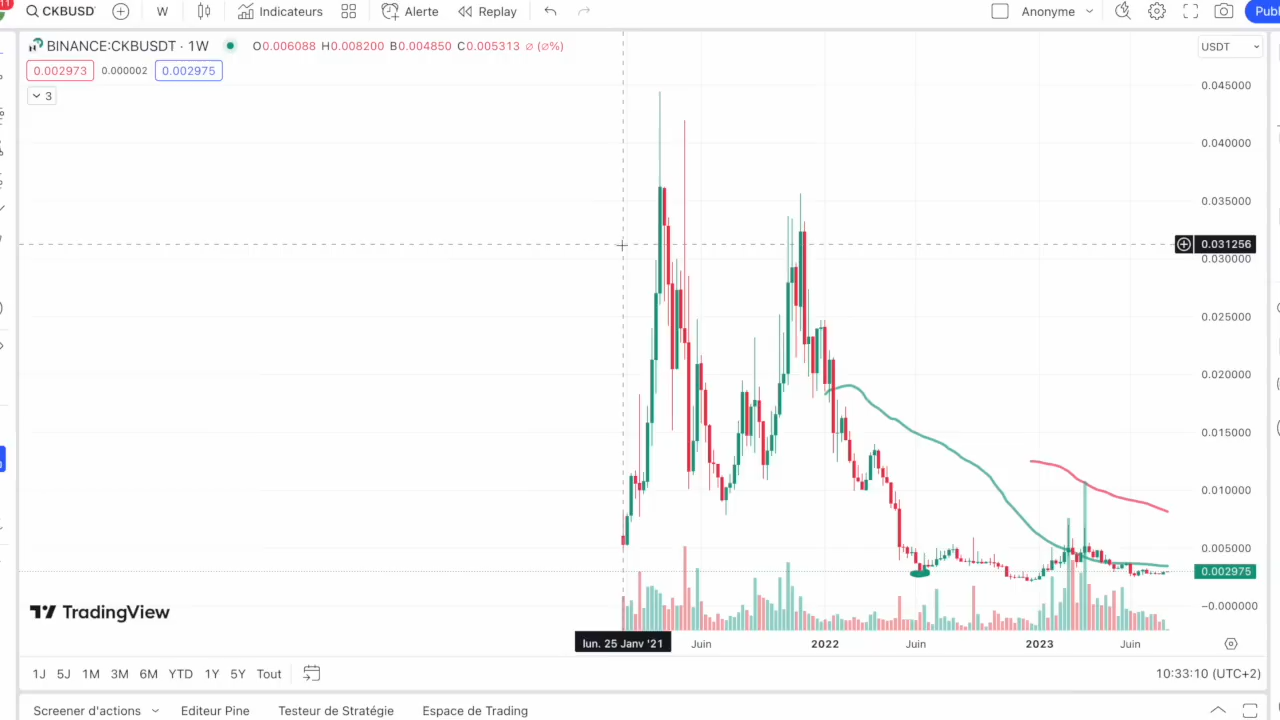 11
CKBUSD
W
Indicateurs
Alerte
Replay
Anonyme
Publ
BINANCE:CKBUSDT · 1W
O0.006088 H0.008200 B0.004850 C0.005313 ∅ (∅%)
USDT
0.002973
0.000002
0.002975
3
0.045000
0.040000
0.035000
0.031256
0.030000
0.025000
0.020000
0.015000
0.010000
0.005000
0.002975
−0.000000
TradingView
lun. 25 Janv '21
Juin
2022
Juin
2023
Juin
1J
5J
1M
3M
6M
YTD
1Y
5Y
Tout
10:33:10 (UTC+2)
Screener d'actions
Editeur Pine
Testeur de Stratégie
Espace de Trading